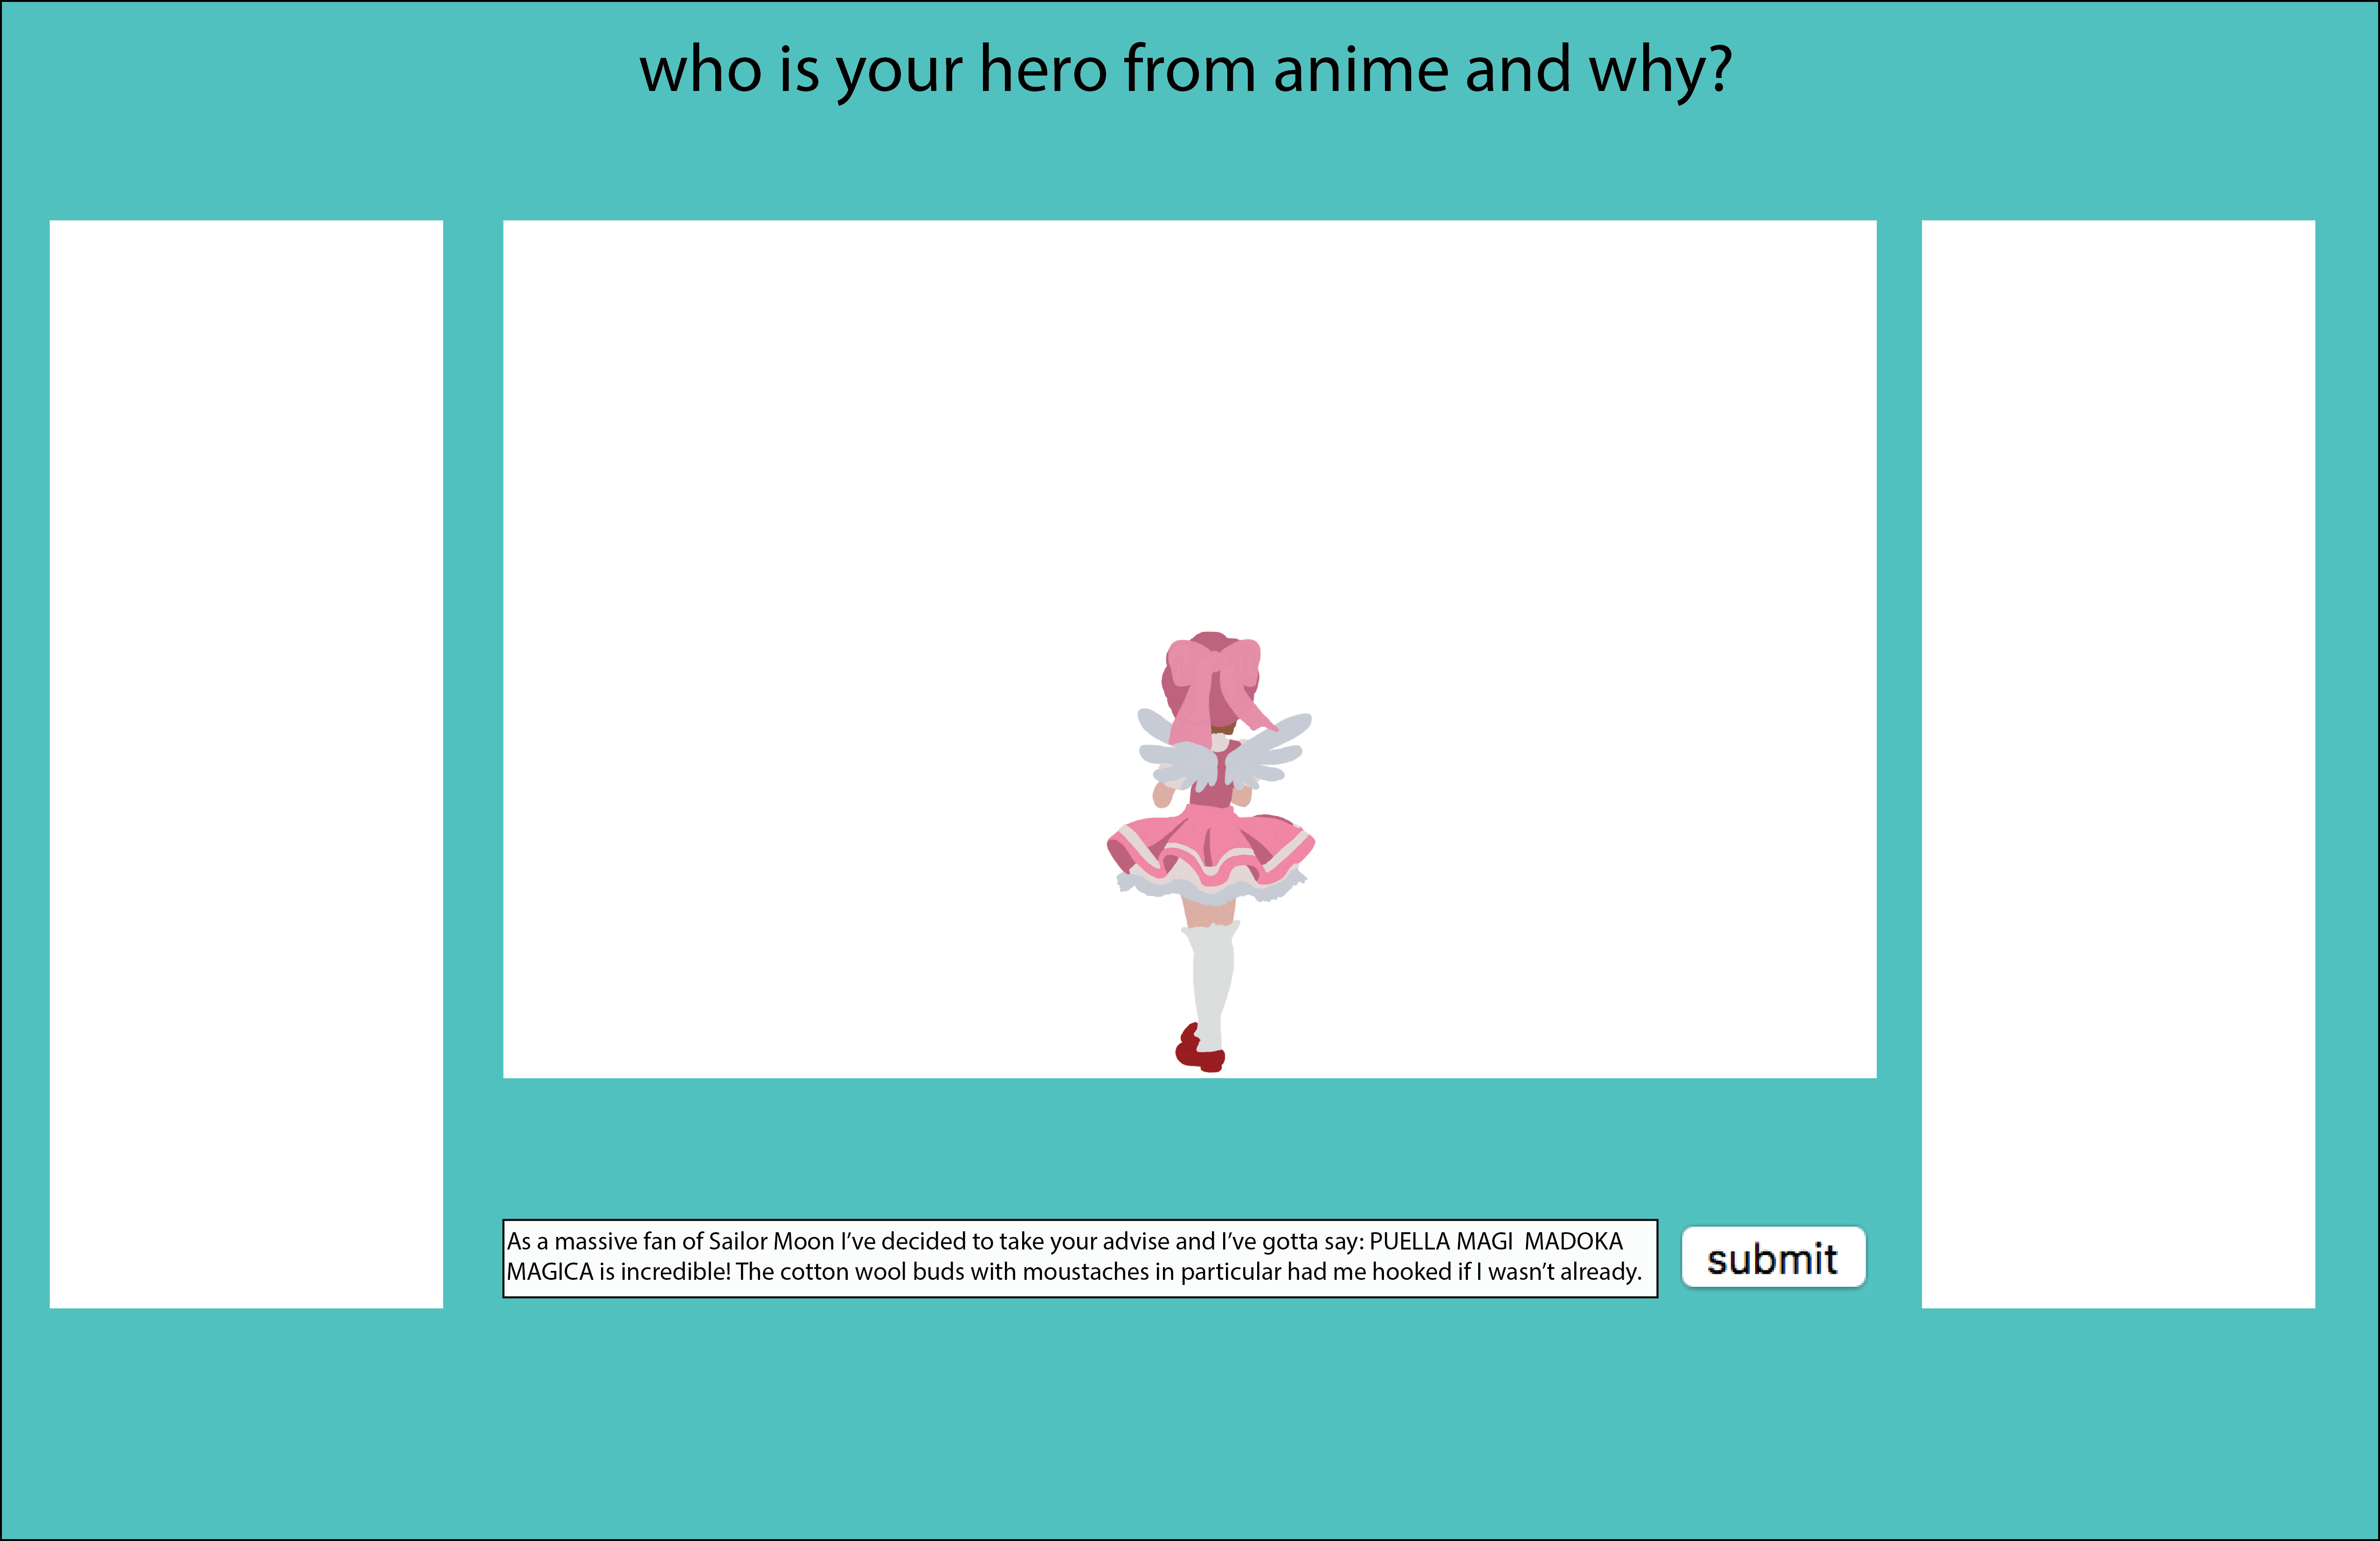 who is your hero from anime and why?
As a massive fan of Sailor Moon I’ve decided to take your advise and I’ve gotta say: PUELLA MAGI  MADOKA
MAGICA is incredible! The cotton wool buds with moustaches in particular had me hooked if I wasn’t already.
submit